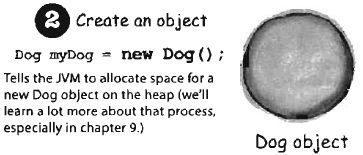 2 Create an object
Dog myDog = new Dog();
Tells the JVM to allocate space for a
new Dog object on the heap (we'll
learn a lot more about that process,
especially in chapter 9.)
Dog object